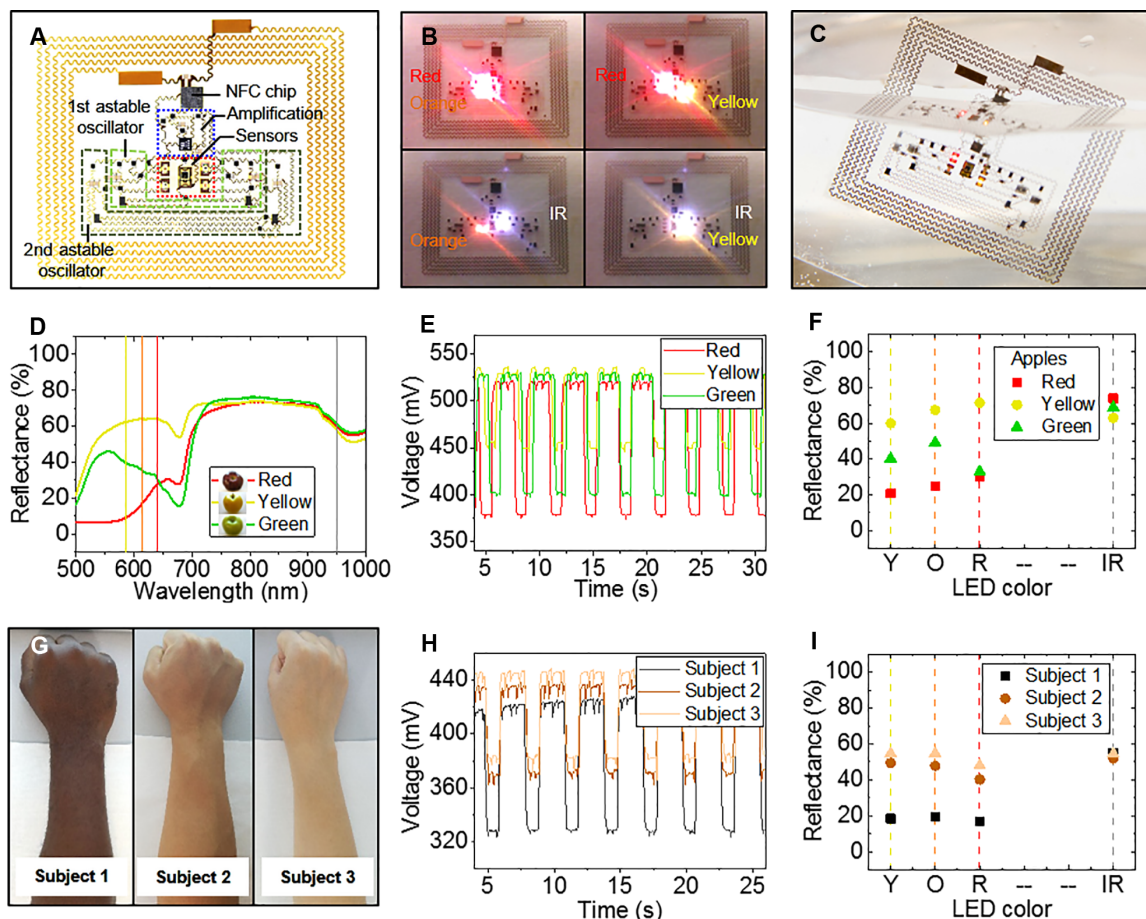 A
NFC chip
1st astable
oscillator
Amplification
Sensors
2nd astable
oscillator
B
Red
Orange
Red
Yellow
Orange
IR
IR
Yellow
C
D
Reflectance (%)
100
80
60
40
20
0
Red
Yellow
Green
500 600 700 800 900 1000
Wavelength (nm)
E
Voltage (mV)
550
500
450
400
350
Red
Yellow
Green
5 10 15 20 25 30
Time (s)
F
Reflectance (%)
100
80
60
40
20
0
Apples
Red
Yellow
Green
Y O R -- -- IR
LED color
G
Subject 1
Subject 2
Subject 3
H
Voltage (mV)
440
400
360
320
Subject 1
Subject 2
Subject 3
5 10 15 20 25
Time (s)
I
Reflectance (%)
100
80
60
40
20
0
Subject 1
Subject 2
Subject 3
Y O R -- -- IR
LED color